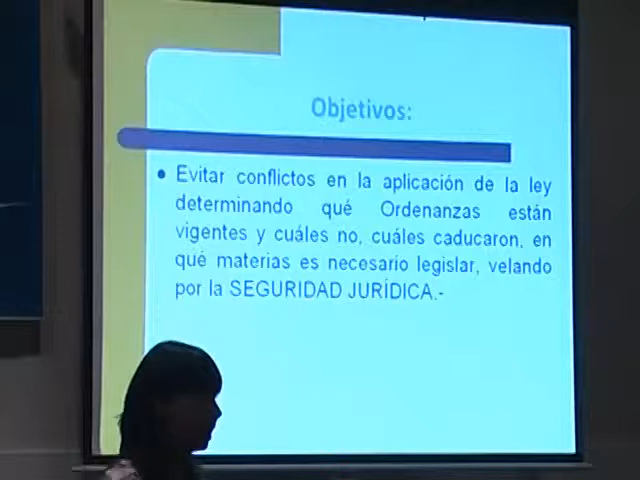 Objetivos:
• Evitar conflictos en la aplicación de la ley
determinando qué Ordenanzas están
vigentes y cuáles no, cuáles caducaron, en
qué materias es necesario legislar, velando
por la SEGURIDAD JURÍDICA.-